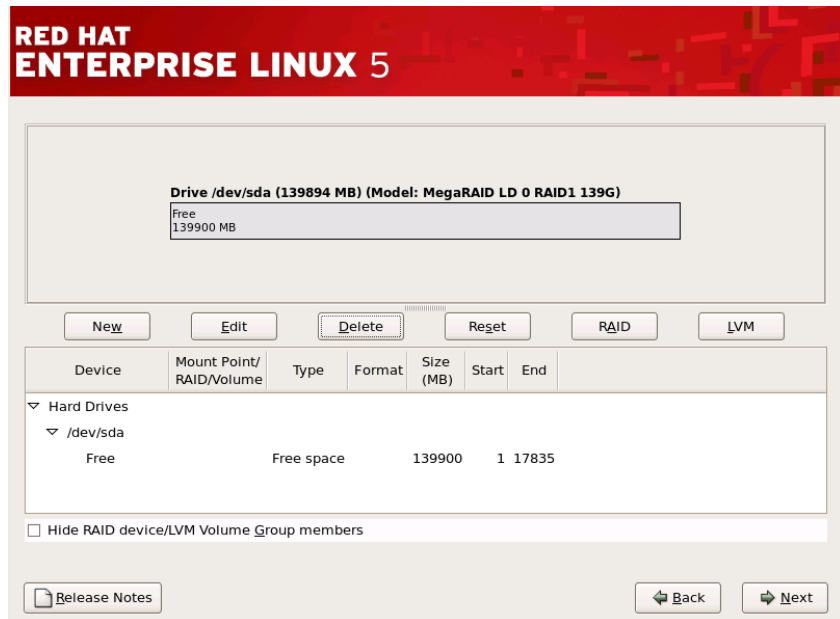 RED HAT
ENTERPRISE LINUX 5
Drive /dev/sda (139894 MB) (Model: MegaRAID LD 0 RAID1 139G)
Free
139900 MB
New Edit Delete Reset RAID LVM
Device Mount Point/ RAID/Volume Type Format Size (MB) Start End
Hard Drives
/dev/sda
Free Free space 139900 1 17835
Hide RAID device/LVM Volume Group members
Release Notes Back Next